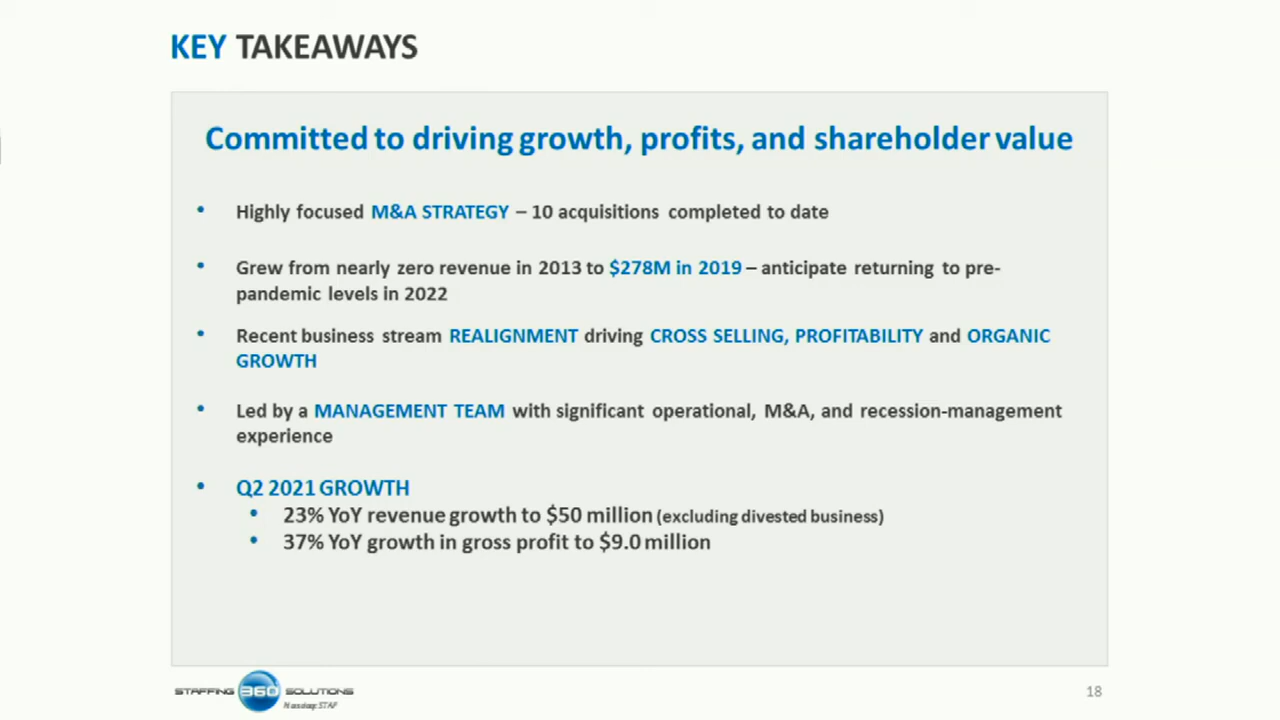 KEY TAKEAWAYS
Committed to driving growth, profits, and shareholder value
• Highly focused M&A STRATEGY – 10 acquisitions completed to date
• Grew from nearly zero revenue in 2013 to $278M in 2019 – anticipate returning to pre-
pandemic levels in 2022
• Recent business stream REALIGNMENT driving CROSS SELLING, PROFITABILITY and ORGANIC
GROWTH
• Led by a MANAGEMENT TEAM with significant operational, M&A, and recession-management
experience
• Q2 2021 GROWTH
• 23% YoY revenue growth to $50 million (excluding divested business)
• 37% YoY growth in gross profit to $9.0 million
STAFFING 360 SOLUTIONS
Nasdaq: STAF
18